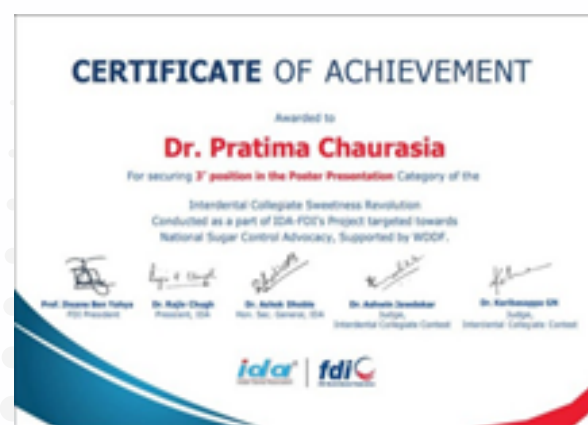 CERTIFICATE OF ACHIEVEMENT
Awarded to
Dr. Pratima Chaurasia
For securing 3' position in the Poster Presentation Category of the
Interdental Collegiate Sweetness Revolution
Conducted as a part of IDA-FDI's Project targeted towards
National Sugar Control Advocacy, Supported by WDDF.
Prof. Ihsane Ben Yahya Dr. Rajiv Chugh Dr. Ashok Dhoble Dr. Ashwin Jawdekar Dr. Karibasappa GN
FDI President President, IDA Hon. Sec. General, IDA Judge, Judge,
Interdental Collegiate Contest Interdental Collegiate Contest
ida fdi